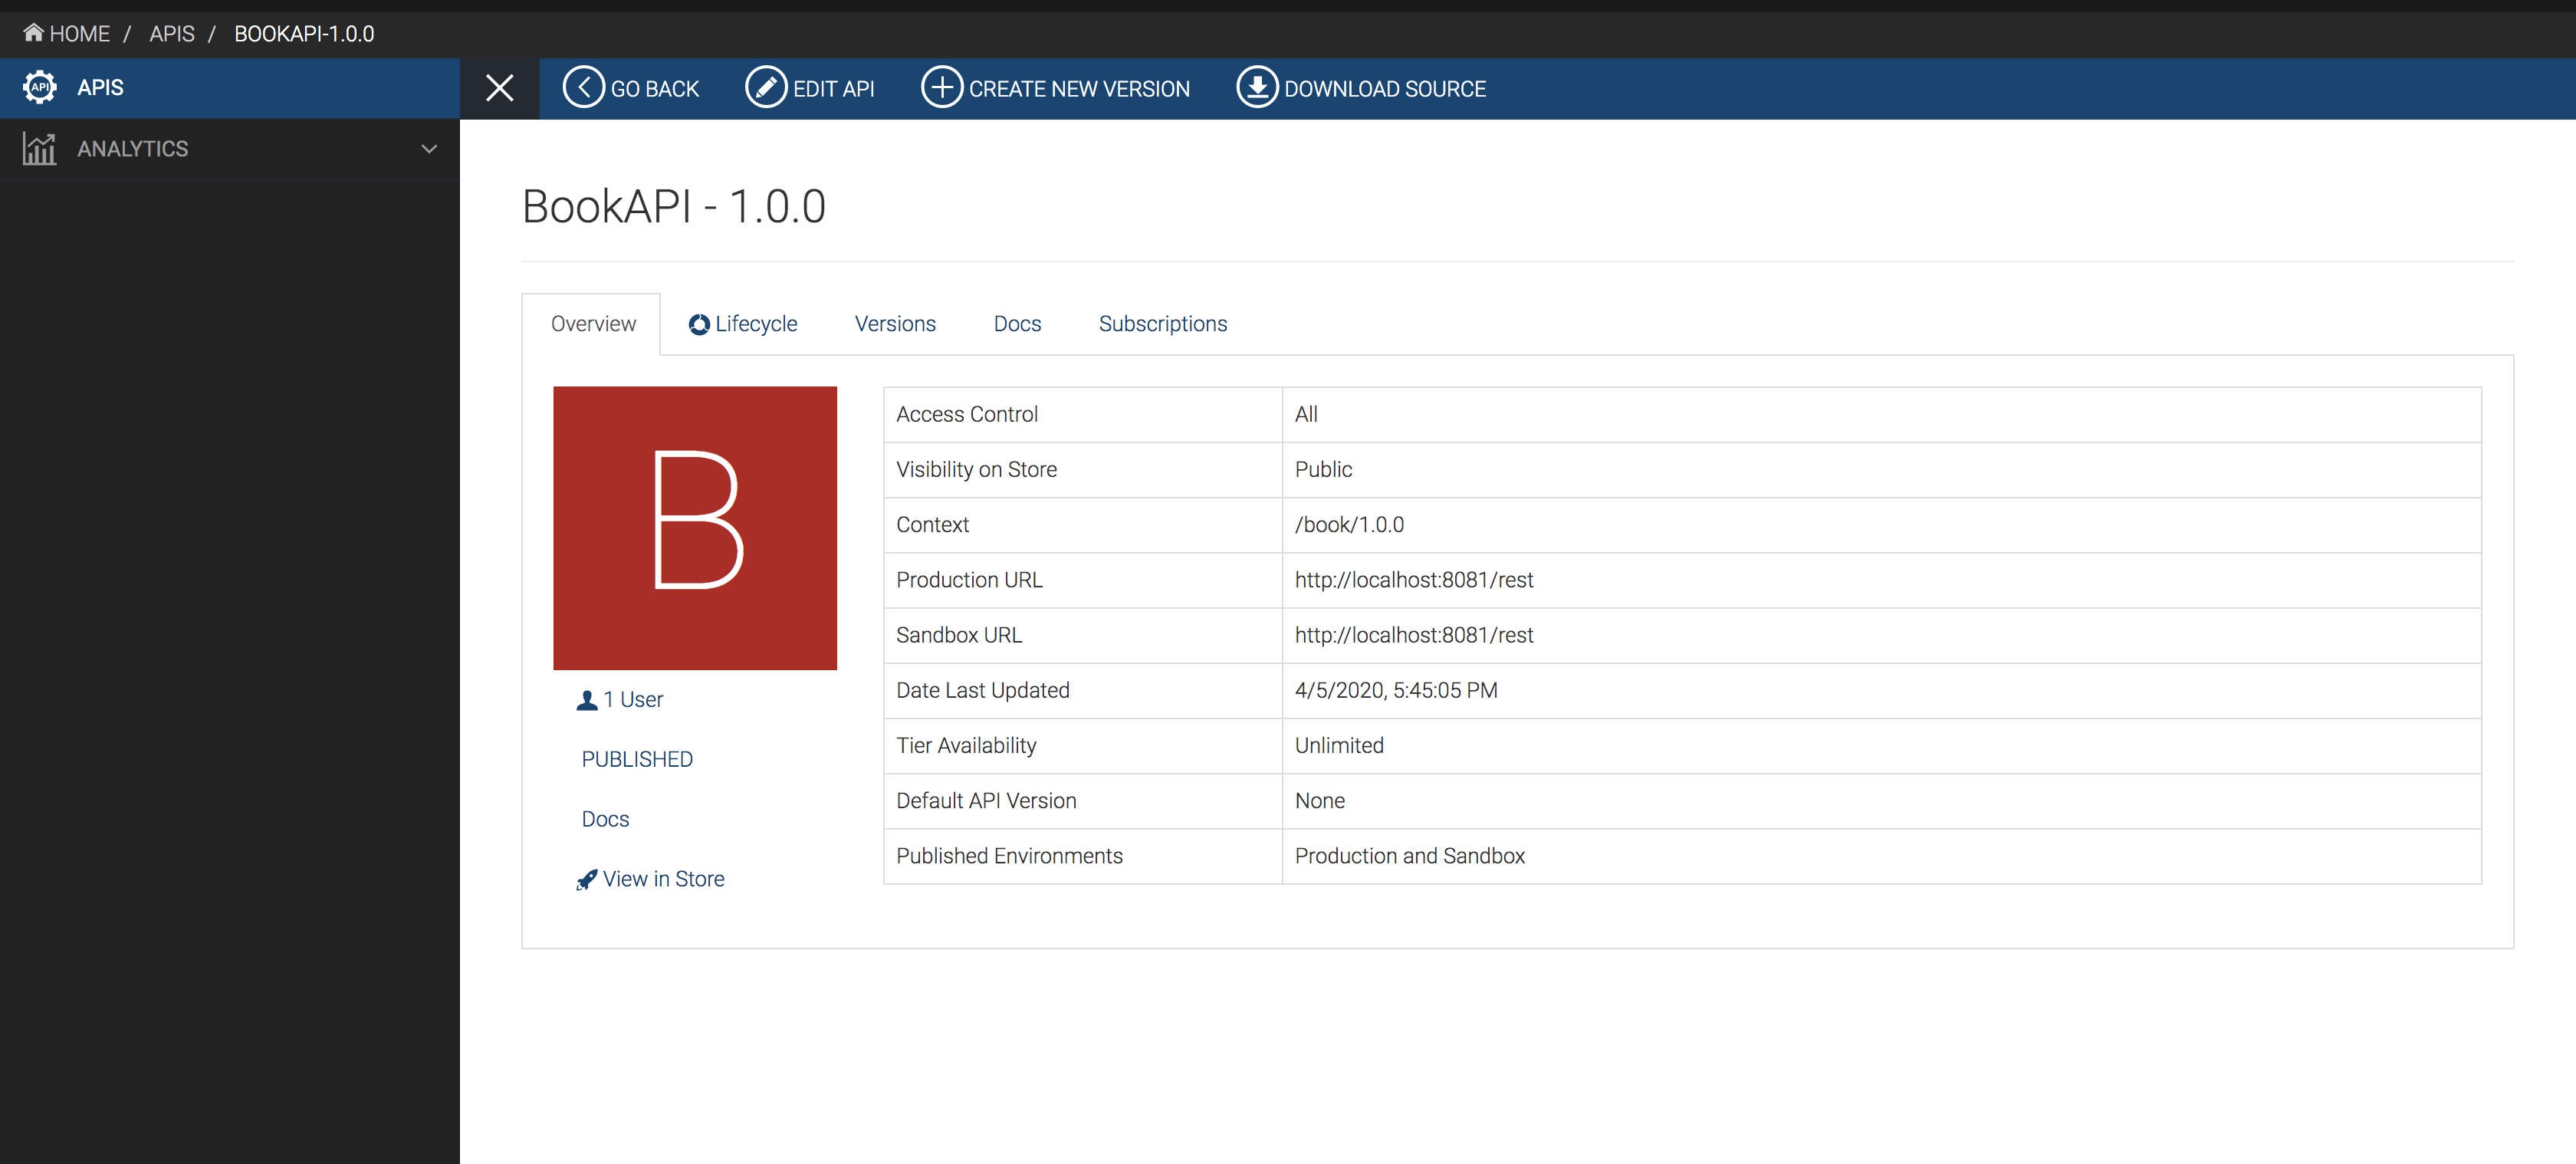 HOME / APIS / BOOKAPI-1.0.0
API APIS
GO BACK EDIT API CREATE NEW VERSION DOWNLOAD SOURCE
ANALYTICS
BookAPI - 1.0.0
Overview Lifecycle Versions Docs Subscriptions
B
1 User
PUBLISHED
Docs
View in Store
Access Control All
Visibility on Store Public
Context /book/1.0.0
Production URL http://localhost:8081/rest
Sandbox URL http://localhost:8081/rest
Date Last Updated 4/5/2020, 5:45:05 PM
Tier Availability Unlimited
Default API Version None
Published Environments Production and Sandbox